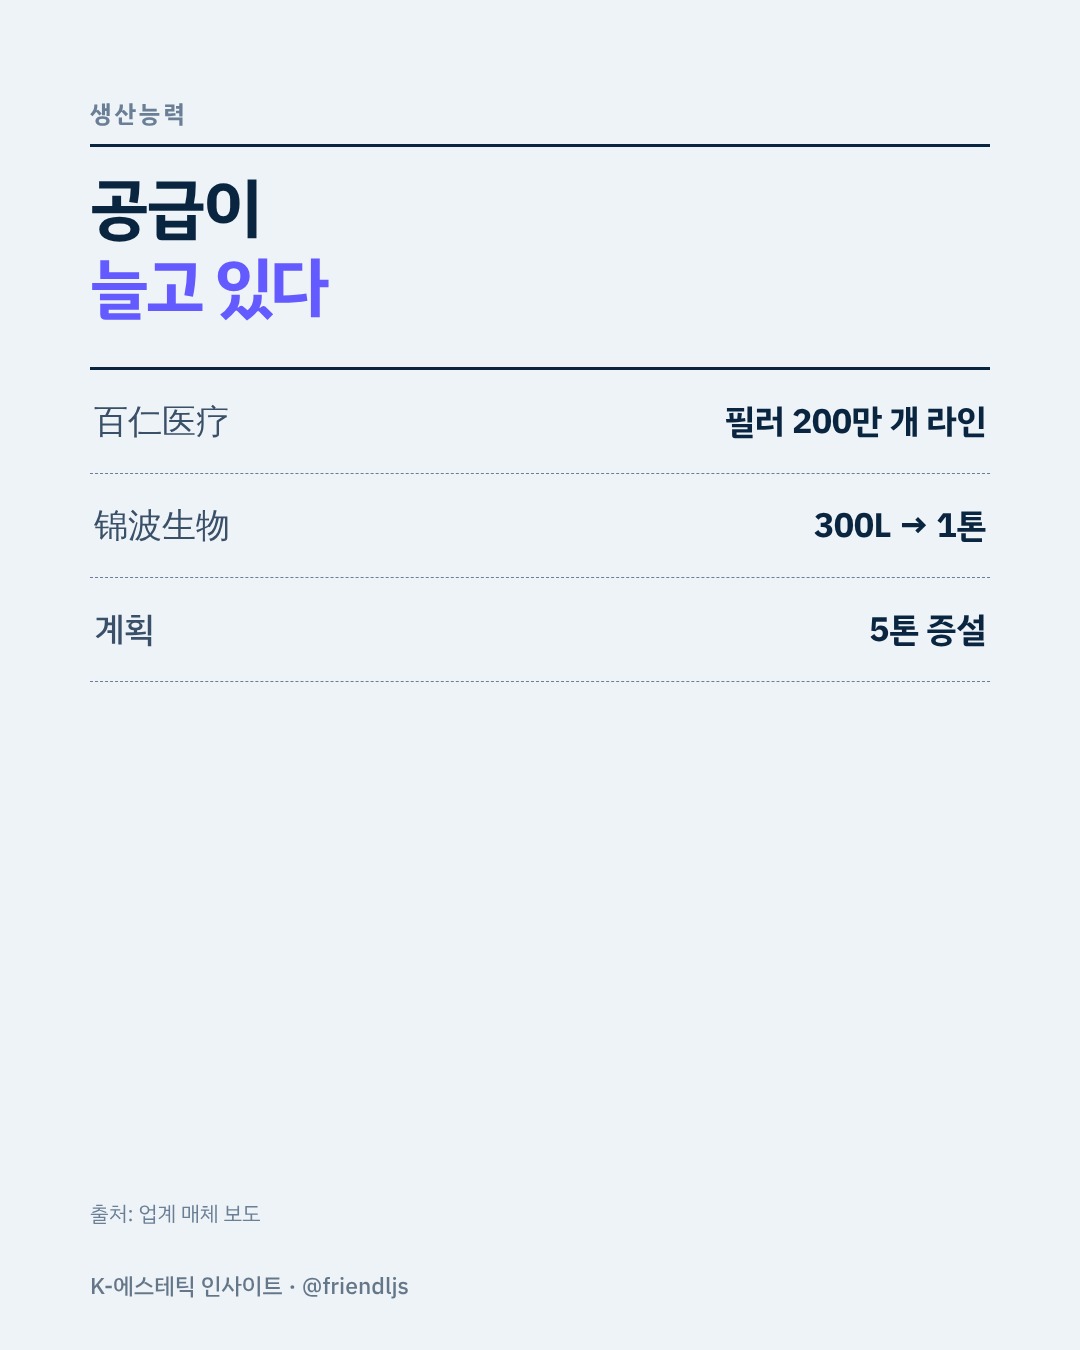 생산능력
공급이
늘고 있다
百仁医疗 필러 200만 개 라인
锦波生物 300L → 1톤
계획 5톤 증설
출처: 업계 매체 보도
K-에스테틱 인사이트 · @friendljs